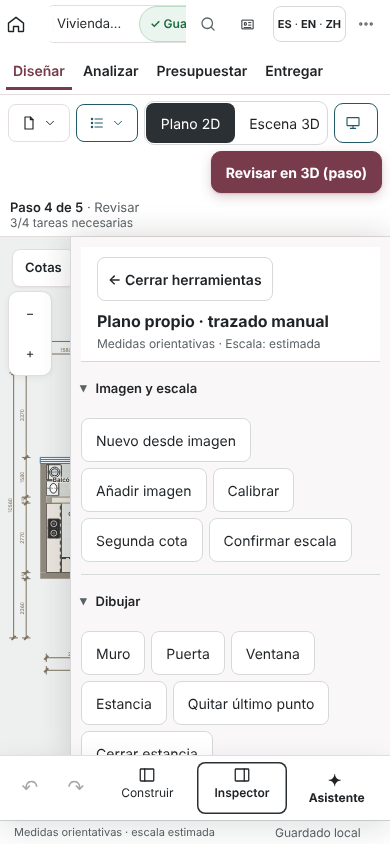 Vivienda...
✓ Gua
ES · EN · ZH
Diseñar
Analizar
Presupuestar
Entregar
Plano 2D
Escena 3D
Revisar en 3D (paso)
Paso 4 de 5 · Revisar
3/4 tareas necesarias
Cotas
← Cerrar herramientas
Plano propio · trazado manual
Medidas orientativas · Escala: estimada
−
+
▼ Imagen y escala
Nuevo desde imagen
Añadir imagen
Calibrar
Segunda cota
Confirmar escala
▼ Dibujar
Muro
Puerta
Ventana
Estancia
Quitar último punto
Cerrar estancia
Balcó
Construir
Inspector
Asistente
Medidas orientativas · escala estimada
Guardado local